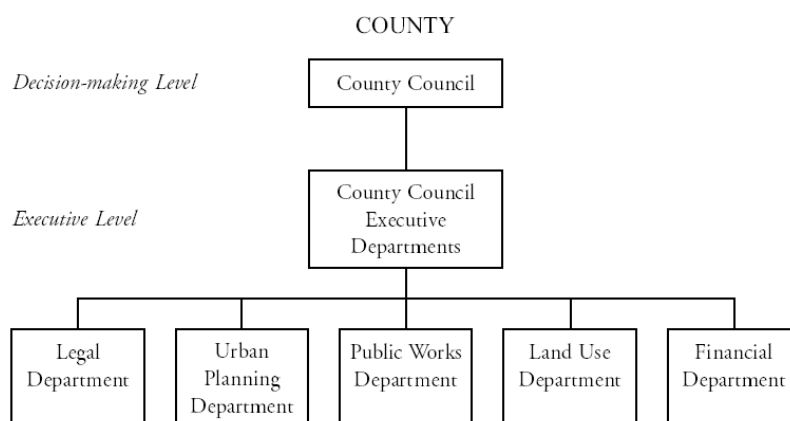 COUNTY
Decision-making Level
County Council
Executive Level
County Council
Executive
Departments
Legal
Department
Urban
Planning
Department
Public Works
Department
Land Use
Department
Financial
Department